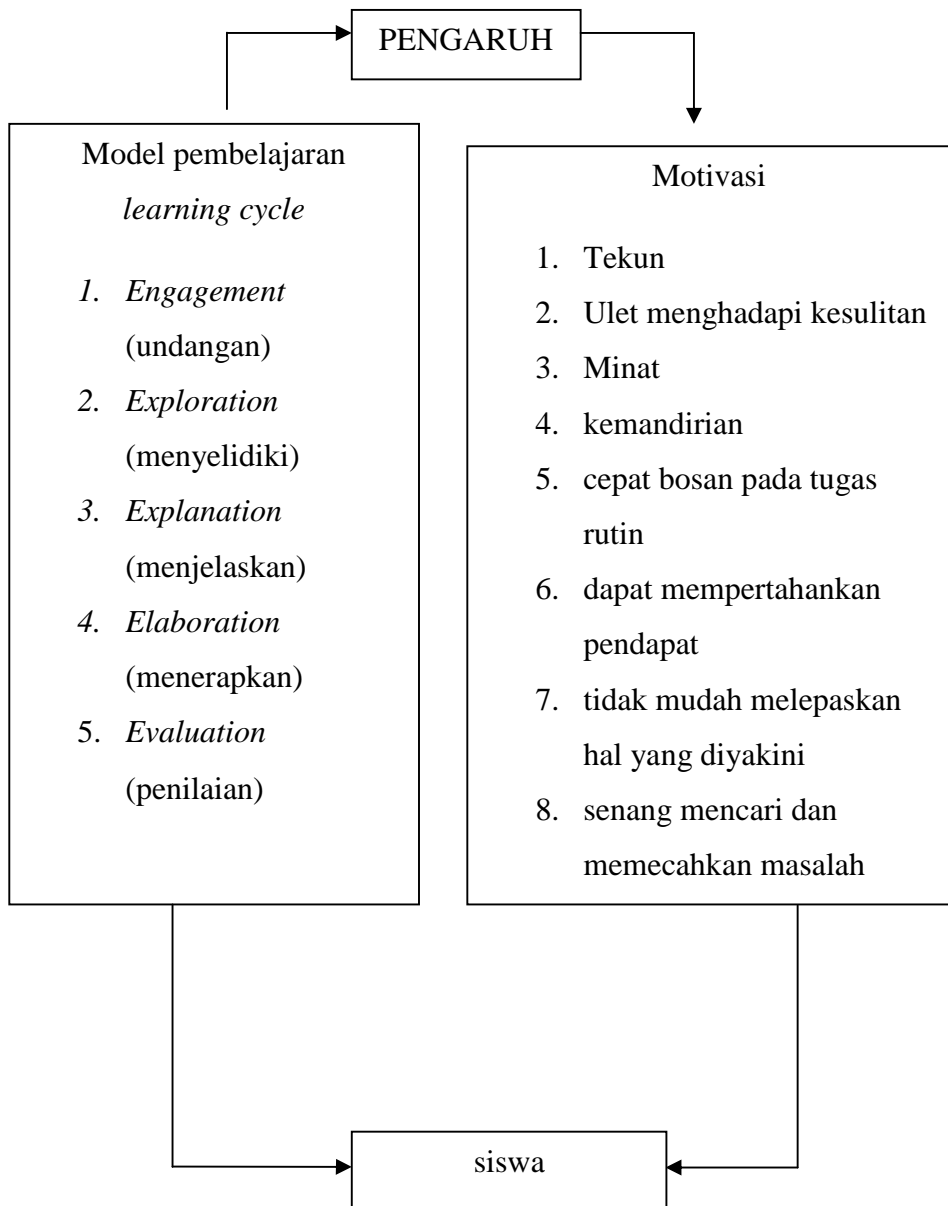 PENGARUH
Model pembelajaran
learning cycle
1. Engagement
(undangan)
2. Exploration
(menyelidiki)
3. Explanation
(menjelaskan)
4. Elaboration
(menerapkan)
5. Evaluation
(penilaian)
Motivasi
1. Tekun
2. Ulet menghadapi kesulitan
3. Minat
4. kemandirian
5. cepat bosan pada tugas
rutin
6. dapat mempertahankan
pendapat
7. tidak mudah melepaskan
hal yang diyakini
8. senang mencari dan
memecahkan masalah
siswa